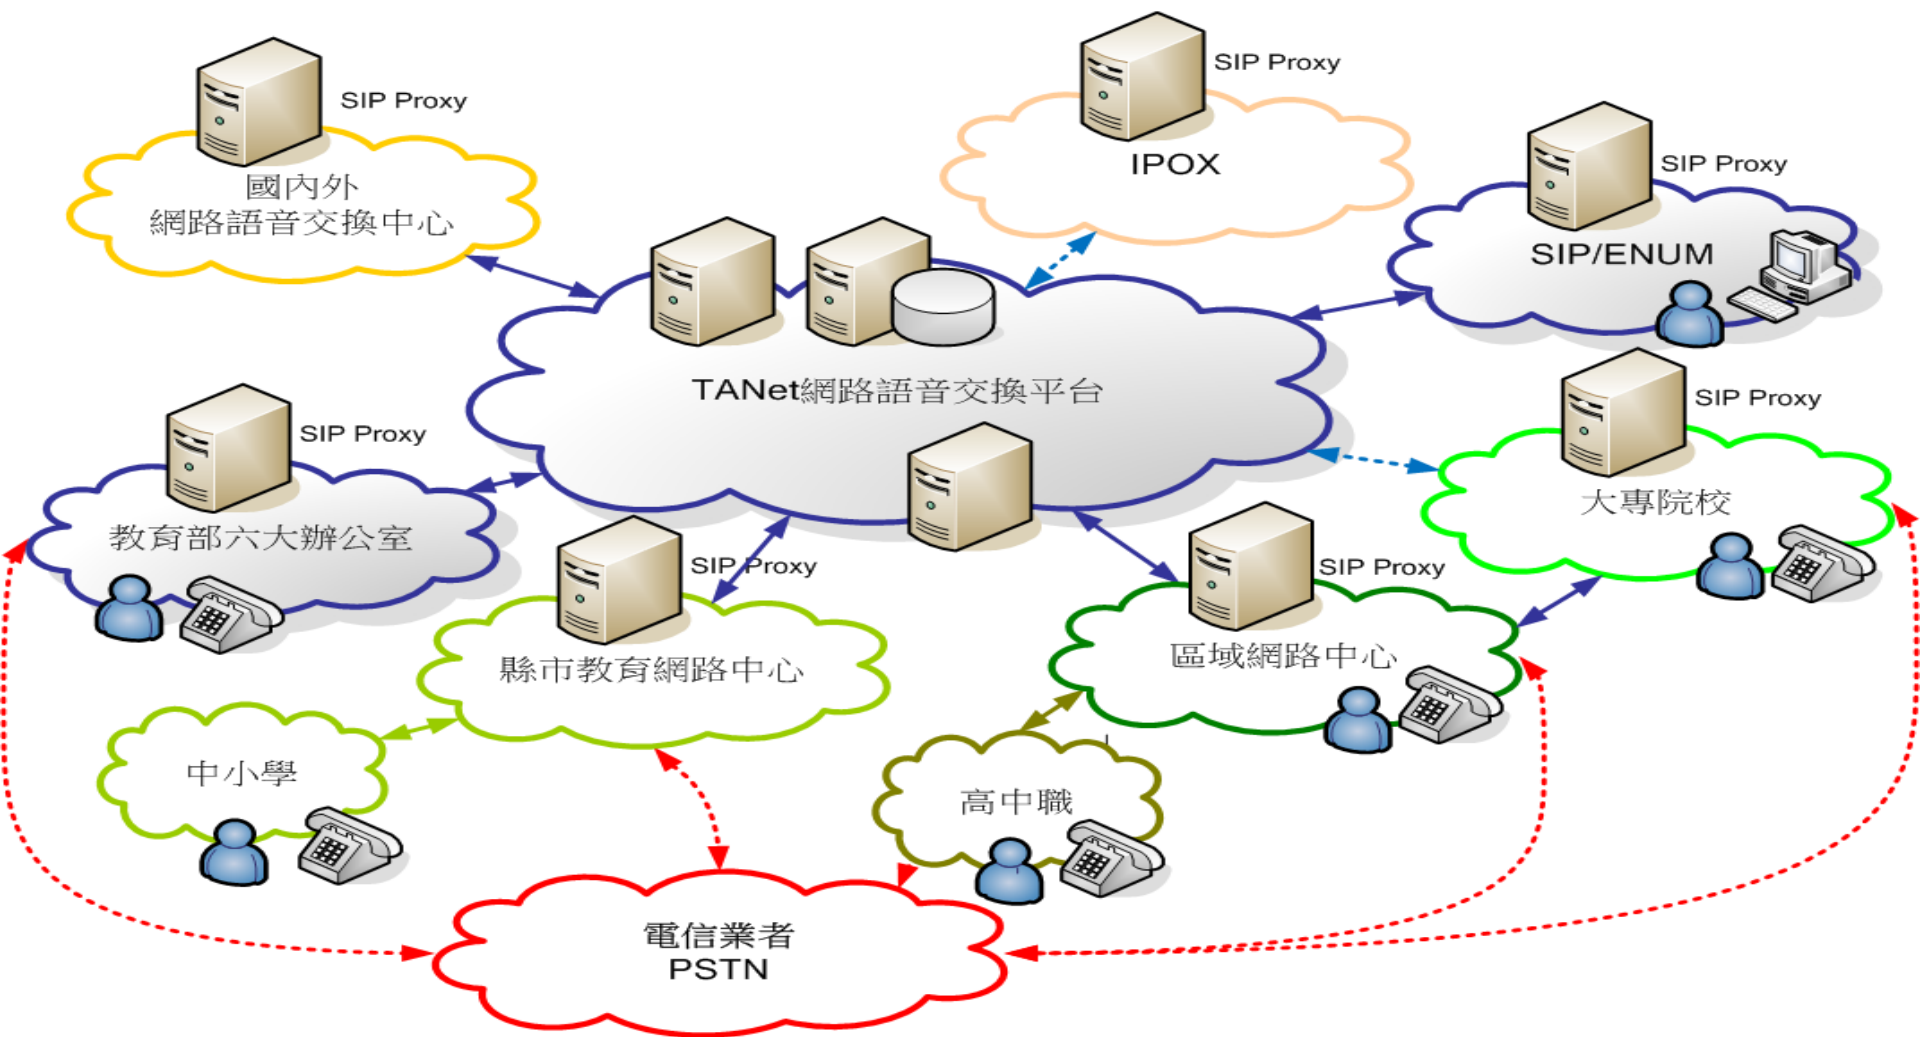 SIP Proxy
SIP Proxy
IPOX
SIP Proxy
國內外
網路語音交換中心
SIP/ENUM
TANet網路語音交換平台
SIP Proxy
SIP Proxy
大專院校
教育部六大辦公室
SIP Proxy
SIP Proxy
縣市教育網路中心
區域網路中心
中小學
高中職
電信業者
PSTN